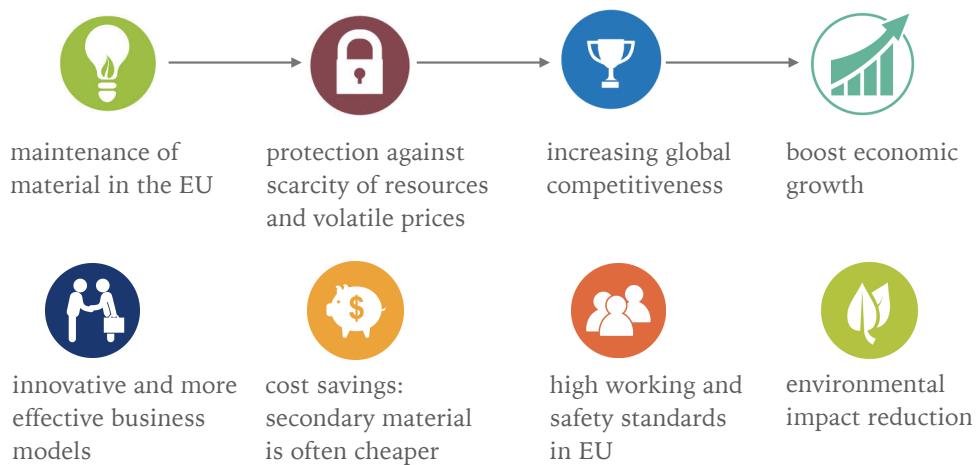 maintenance of
material in the EU
protection against
scarcity of resources
and volatile prices
increasing global
competitiveness
boost economic
growth
$
innovative and more
effective business
models
cost savings:
secondary material
is often cheaper
high working and
safety standards
in EU
environmental
impact reduction